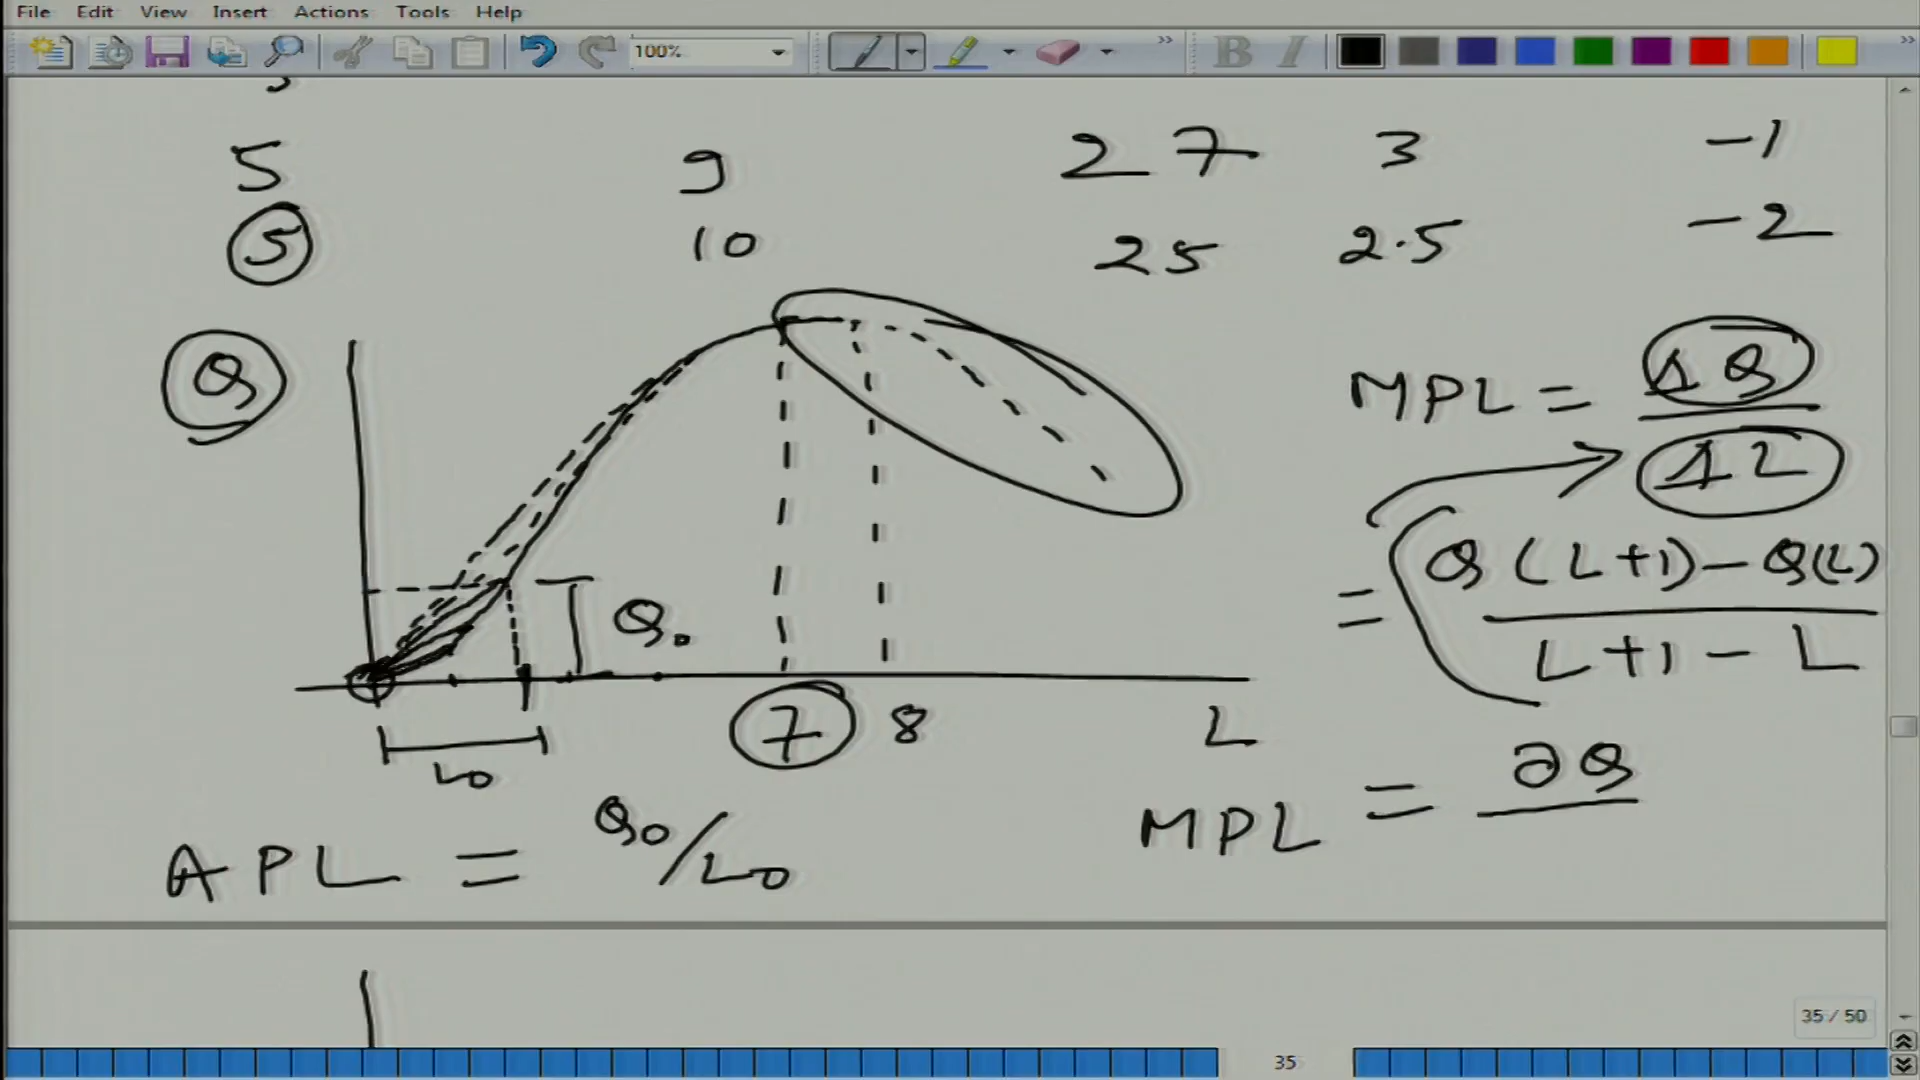 File Edit View Insert Actions Tools Help
100%
B I
5 9 27 3 -1
5 10 25 2.5 -2
Q
MPL = ΔQ
ΔL
= Q(L+1)-Q(L)
L+1-L
Q0
7 8 L
L0
APL = Q0/L0
MPL = ∂Q
35 / 50
35